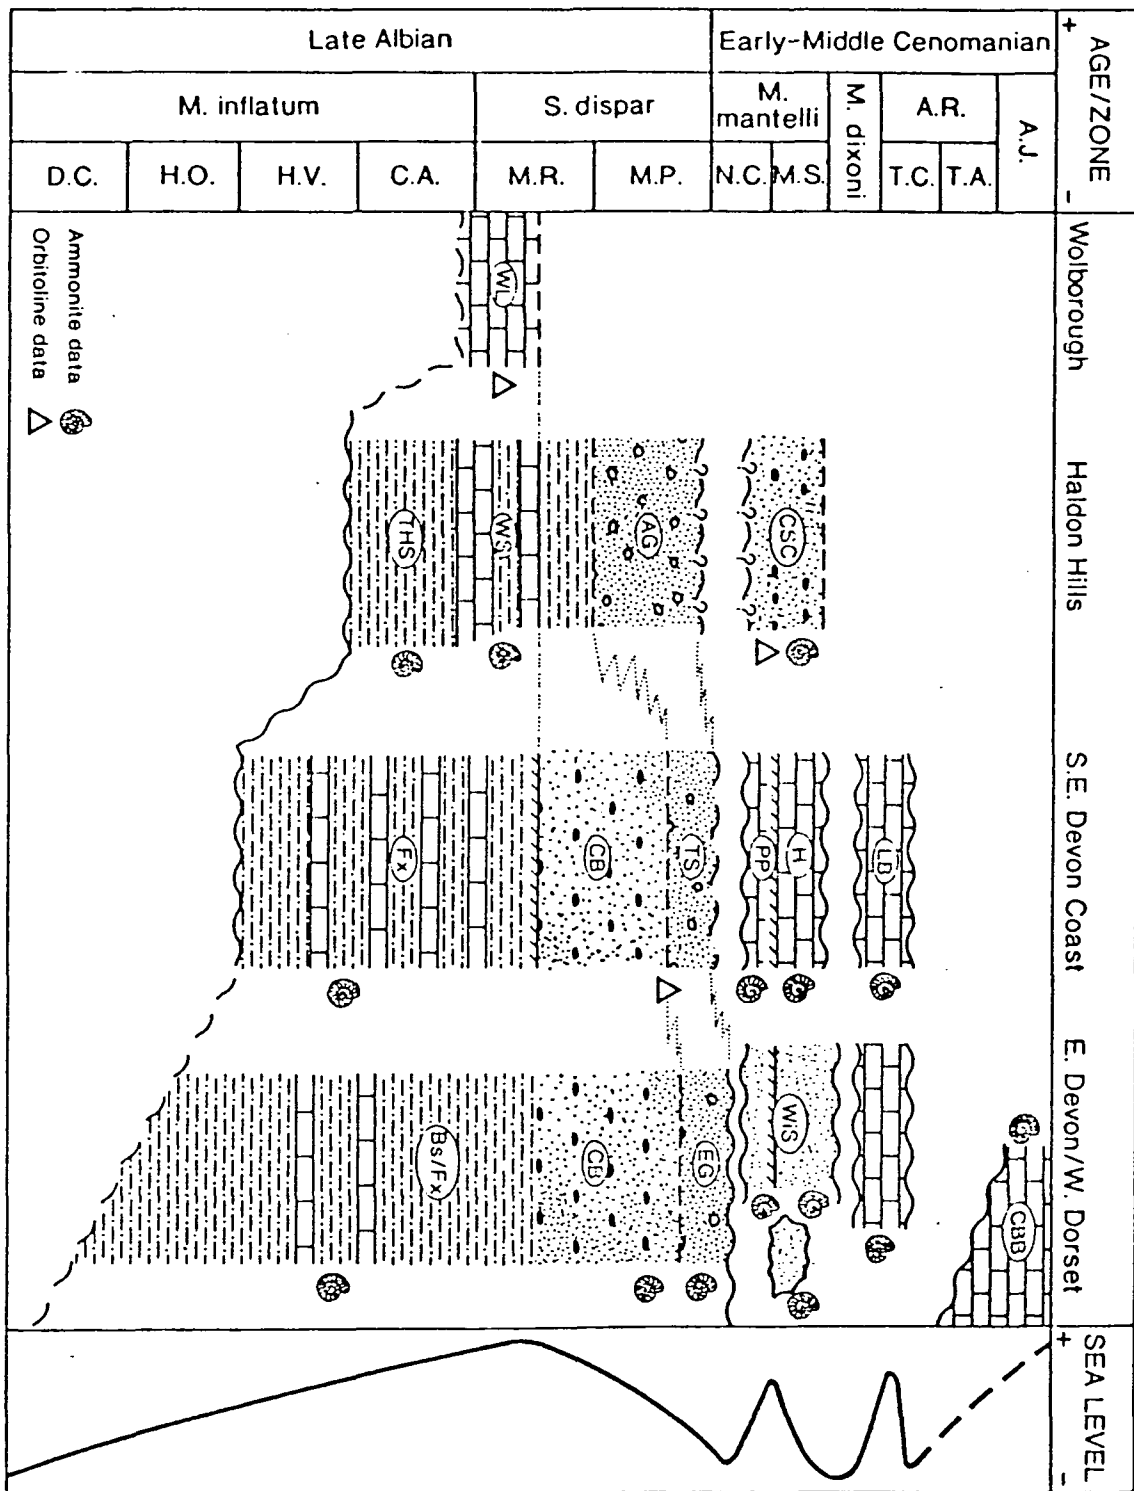 Late Albian
Early-Middle Cenomanian
AGE/ZONE
+
-
M. inflatum
S. dispar
M. mantelli
M. dixoni
A.R.
A.J.
D.C.
H.O.
H.V.
C.A.
M.R.
M.P.
N.C.
M.S.
T.C.
T.A.
Wolborough
WL
Ammonite data
Orbitoline data
Haldon Hills
THS
WS
AG
CSC
S.E. Devon Coast
Fx
CB
TS
PP
H
LB
E. Devon/W. Dorset
Bs/Fx
CB
EG
WiS
CBB
SEA LEVEL
+
-